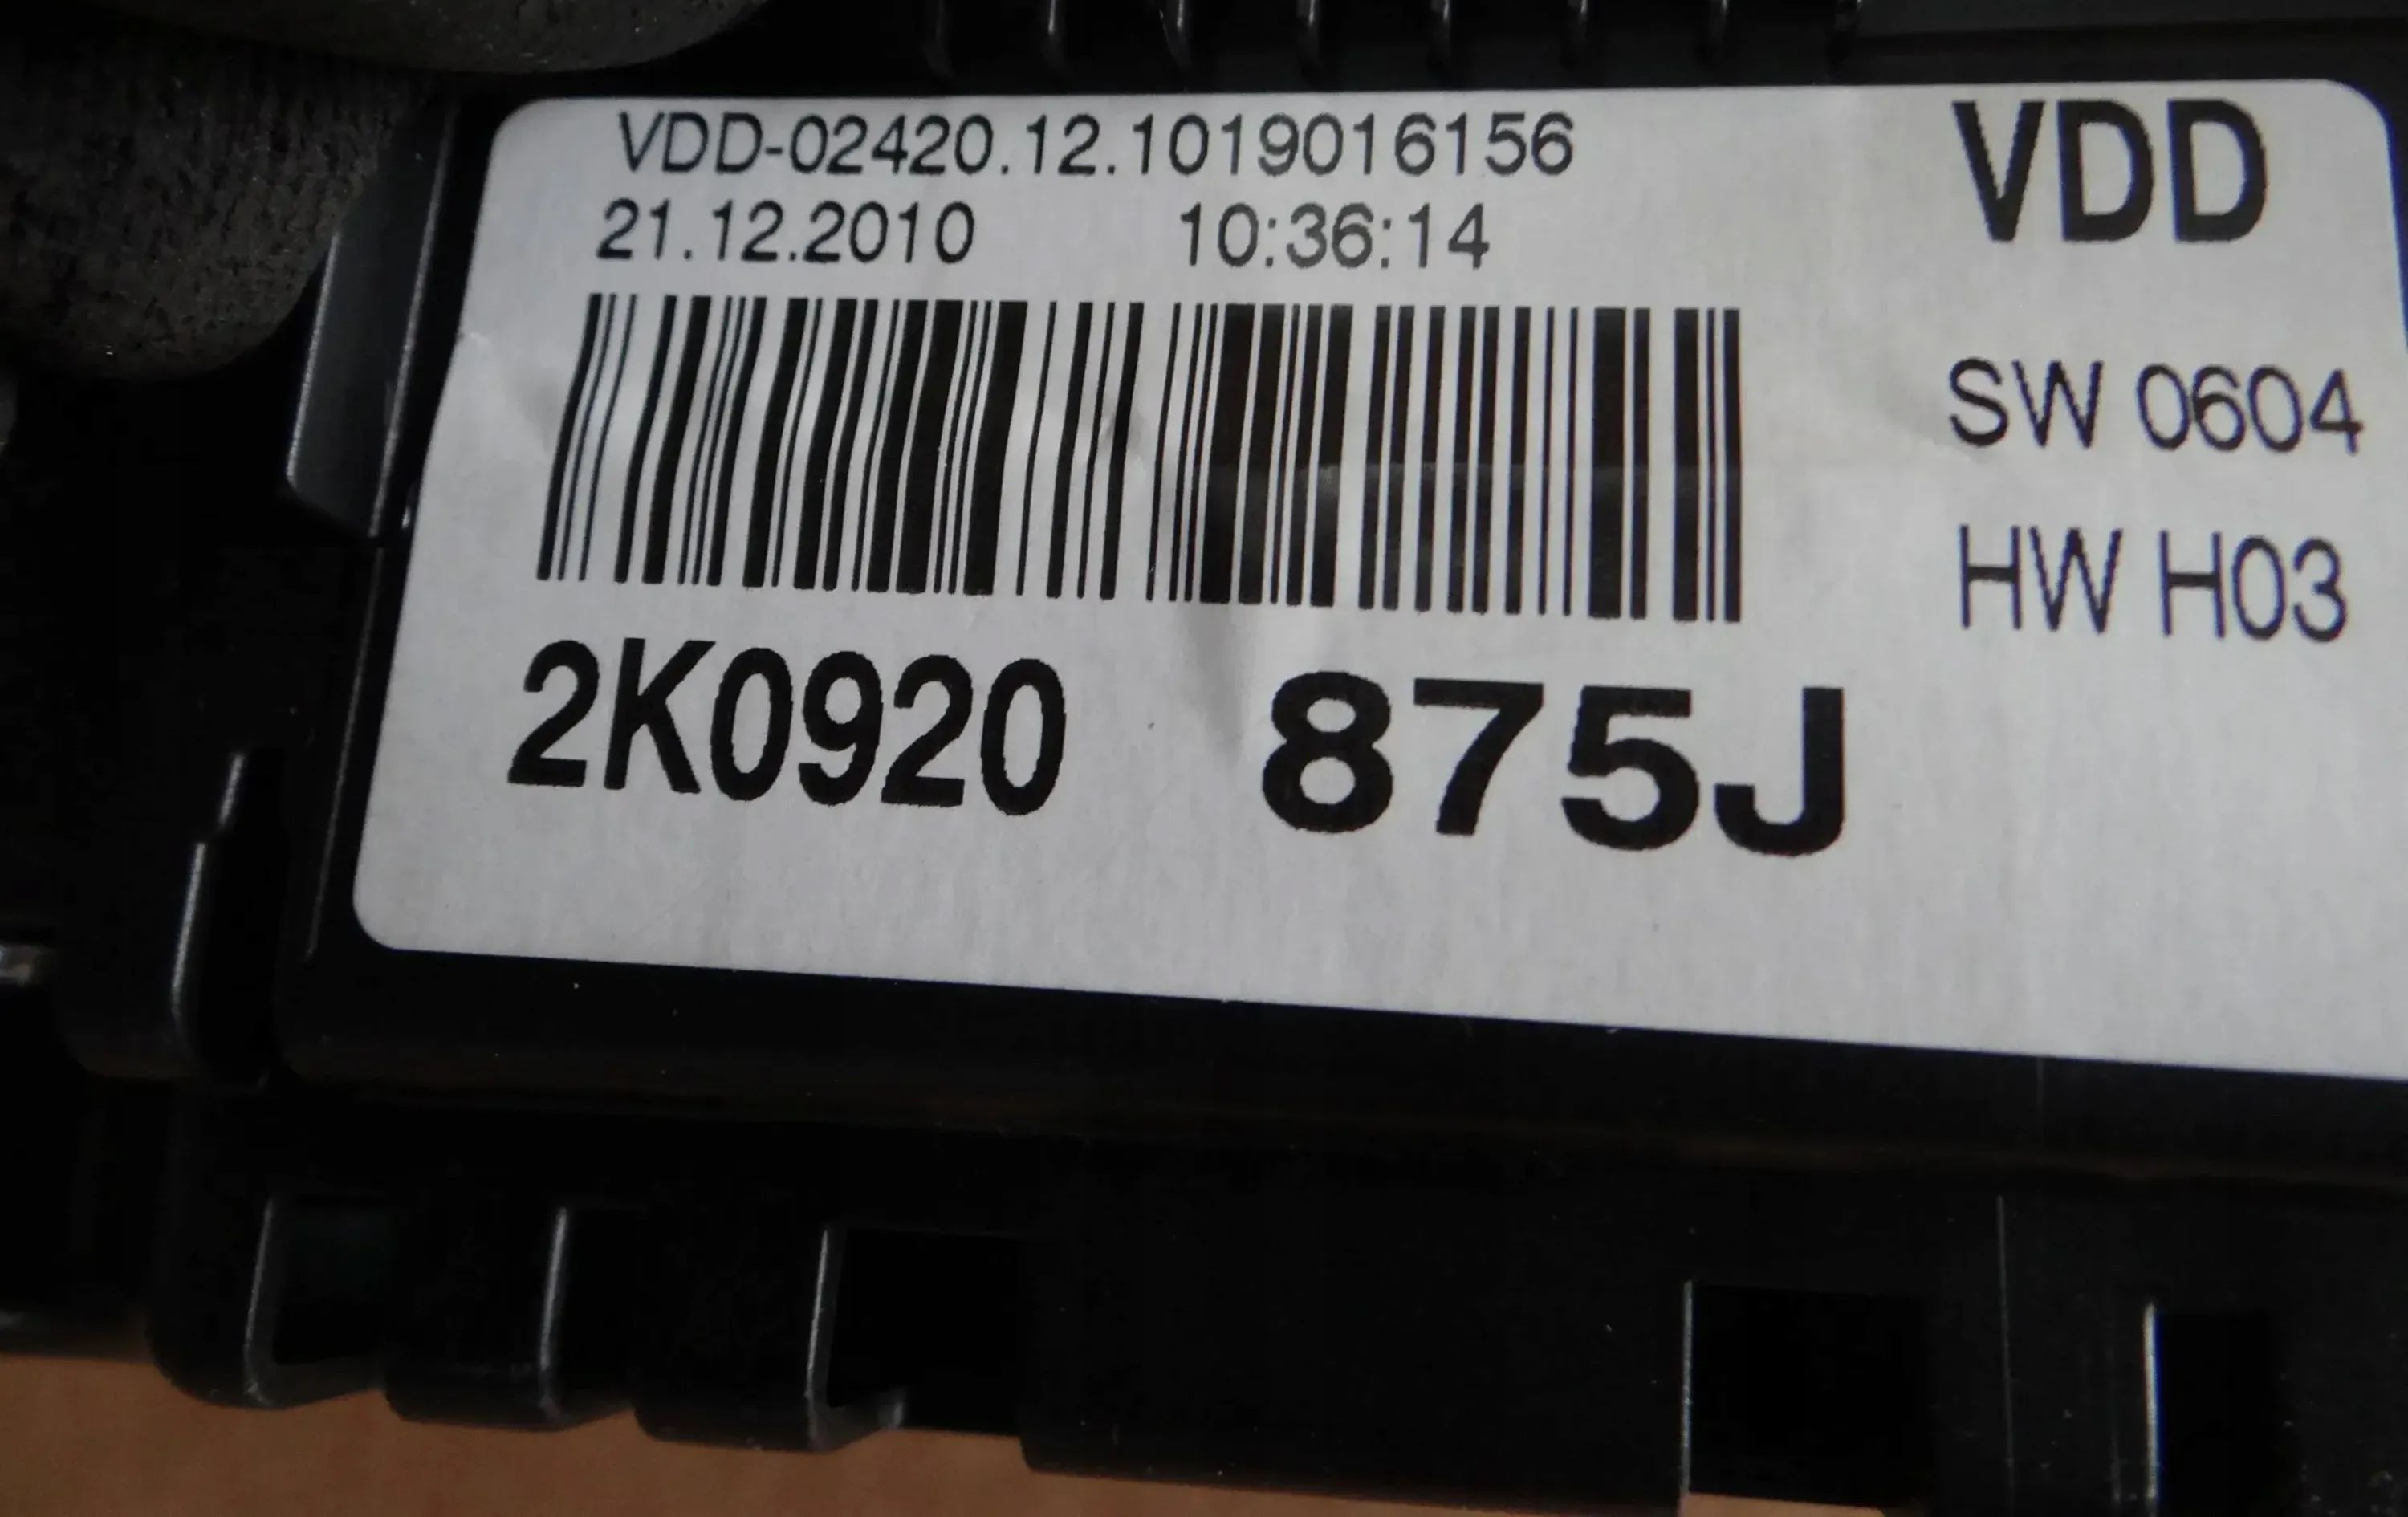 VDD-02420.12.1019016156
21.12.2010 10:36:14
VDD
SW 0604
HW H03
2K0920 875J